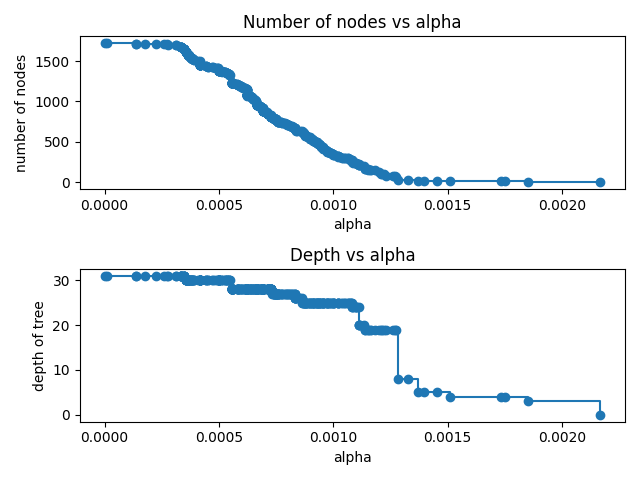 Number of nodes vs alpha
number of nodes
1500
1000
500
0
0.0000 0.0005 0.0010 0.0015 0.0020
alpha
Depth vs alpha
depth of tree
30
20
10
0
0.0000 0.0005 0.0010 0.0015 0.0020
alpha